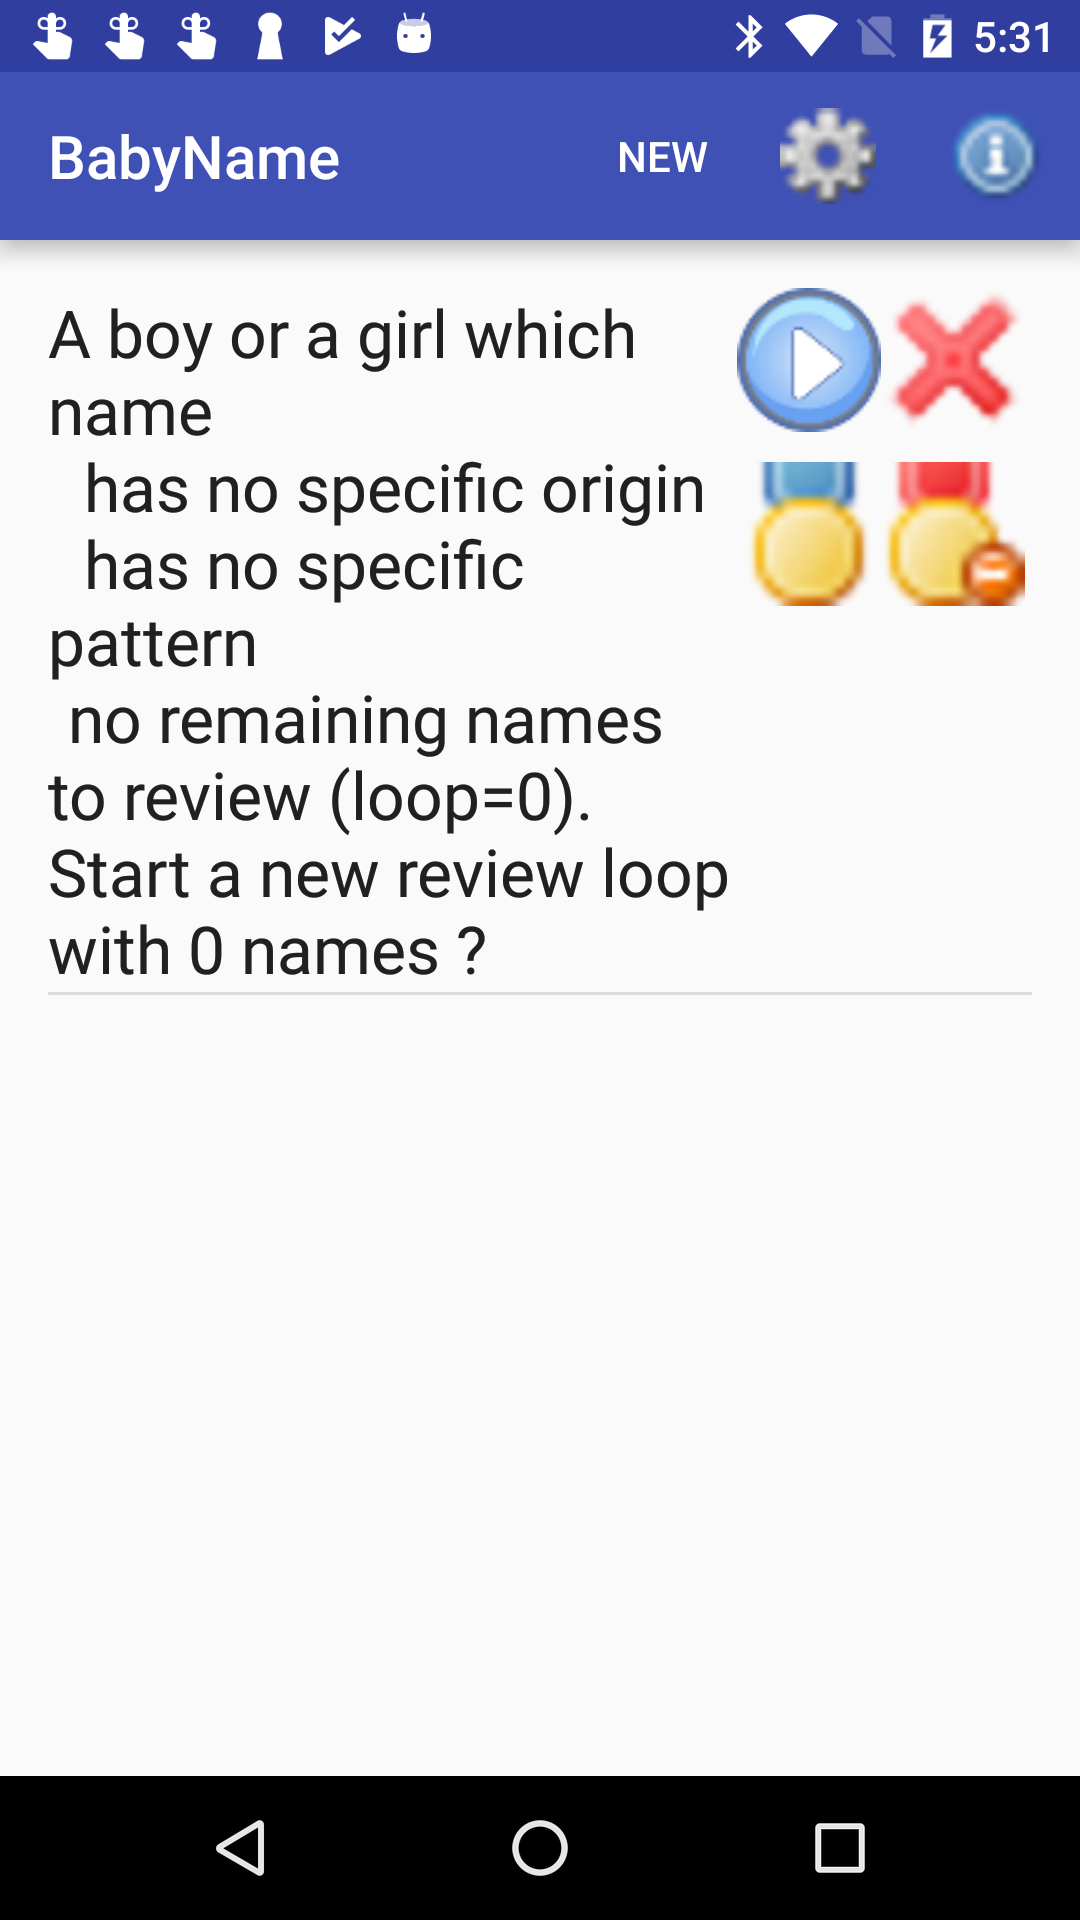 5:31
BabyName
NEW
A boy or a girl which
name
has no specific origin
has no specific
pattern
no remaining names
to review (loop=0).
Start a new review loop
with 0 names ?